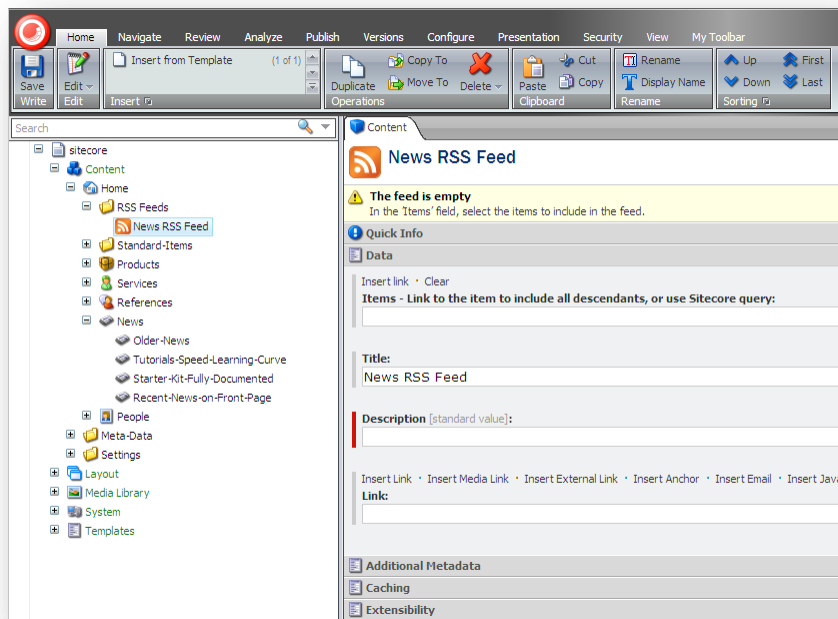 Home Navigate Review Analyze Publish Versions Configure Presentation Security View My Toolbar
Save
Write
Edit
Edit
Insert from Template (1 of 1)
Insert
Duplicate
Copy To
Move To
Delete
Operations
Paste
Cut
Copy
Clipboard
Rename
Display Name
Rename
Up
Down
First
Last
Sorting
Search
sitecore
Content
Home
RSS Feeds
News RSS Feed
Standard-Items
Products
Services
References
News
Older-News
Tutorials-Speed-Learning-Curve
Starter-Kit-Fully-Documented
Recent-News-on-Front-Page
People
Meta-Data
Settings
Layout
Media Library
System
Templates
Content
News RSS Feed
The feed is empty
In the 'Items' field, select the items to include in the feed.
Quick Info
Data
Insert link · Clear
Items - Link to the item to include all descendants, or use Sitecore query:
Title:
News RSS Feed
Description [standard value]:
Insert Link · Insert Media Link · Insert External Link · Insert Anchor · Insert Email · Insert Java
Link:
Additional Metadata
Caching
Extensibility